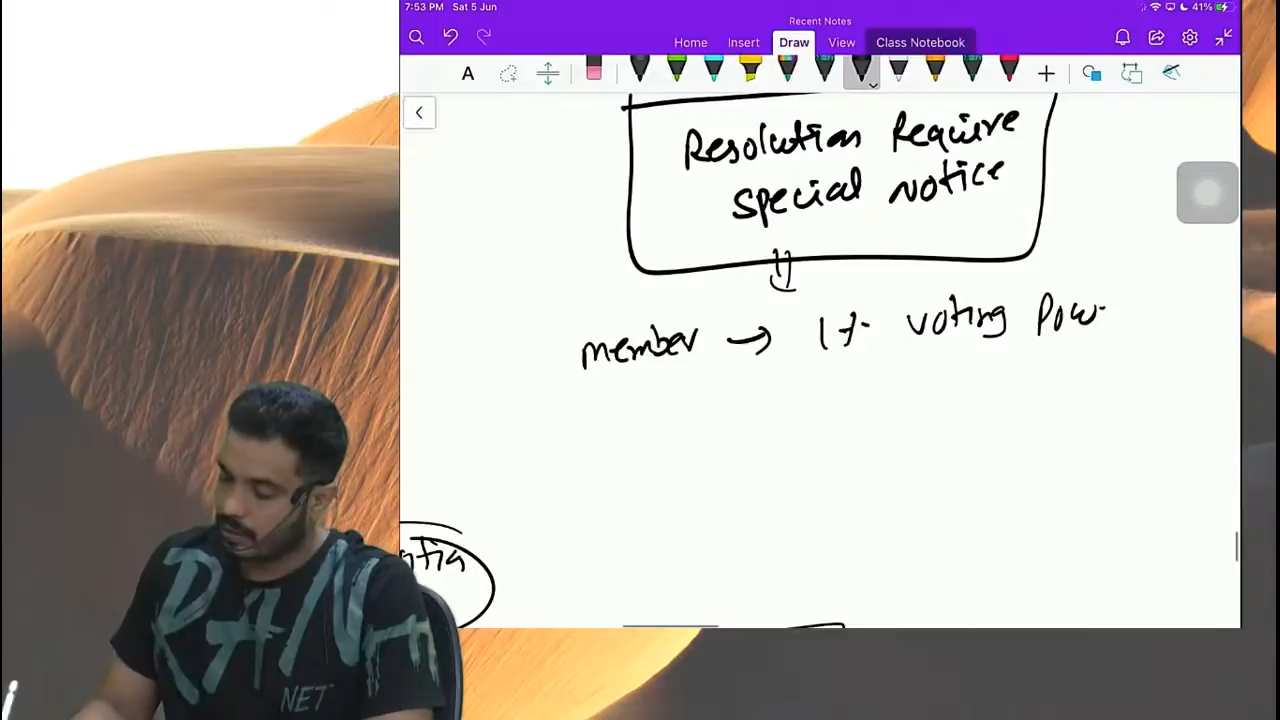 7:53 PM Sat 5 Jun
41%
Recent Notes
Home Insert Draw View Class Notebook
A
Resolution Require
special notice
member → 1% voting Pow.
RANA
NET